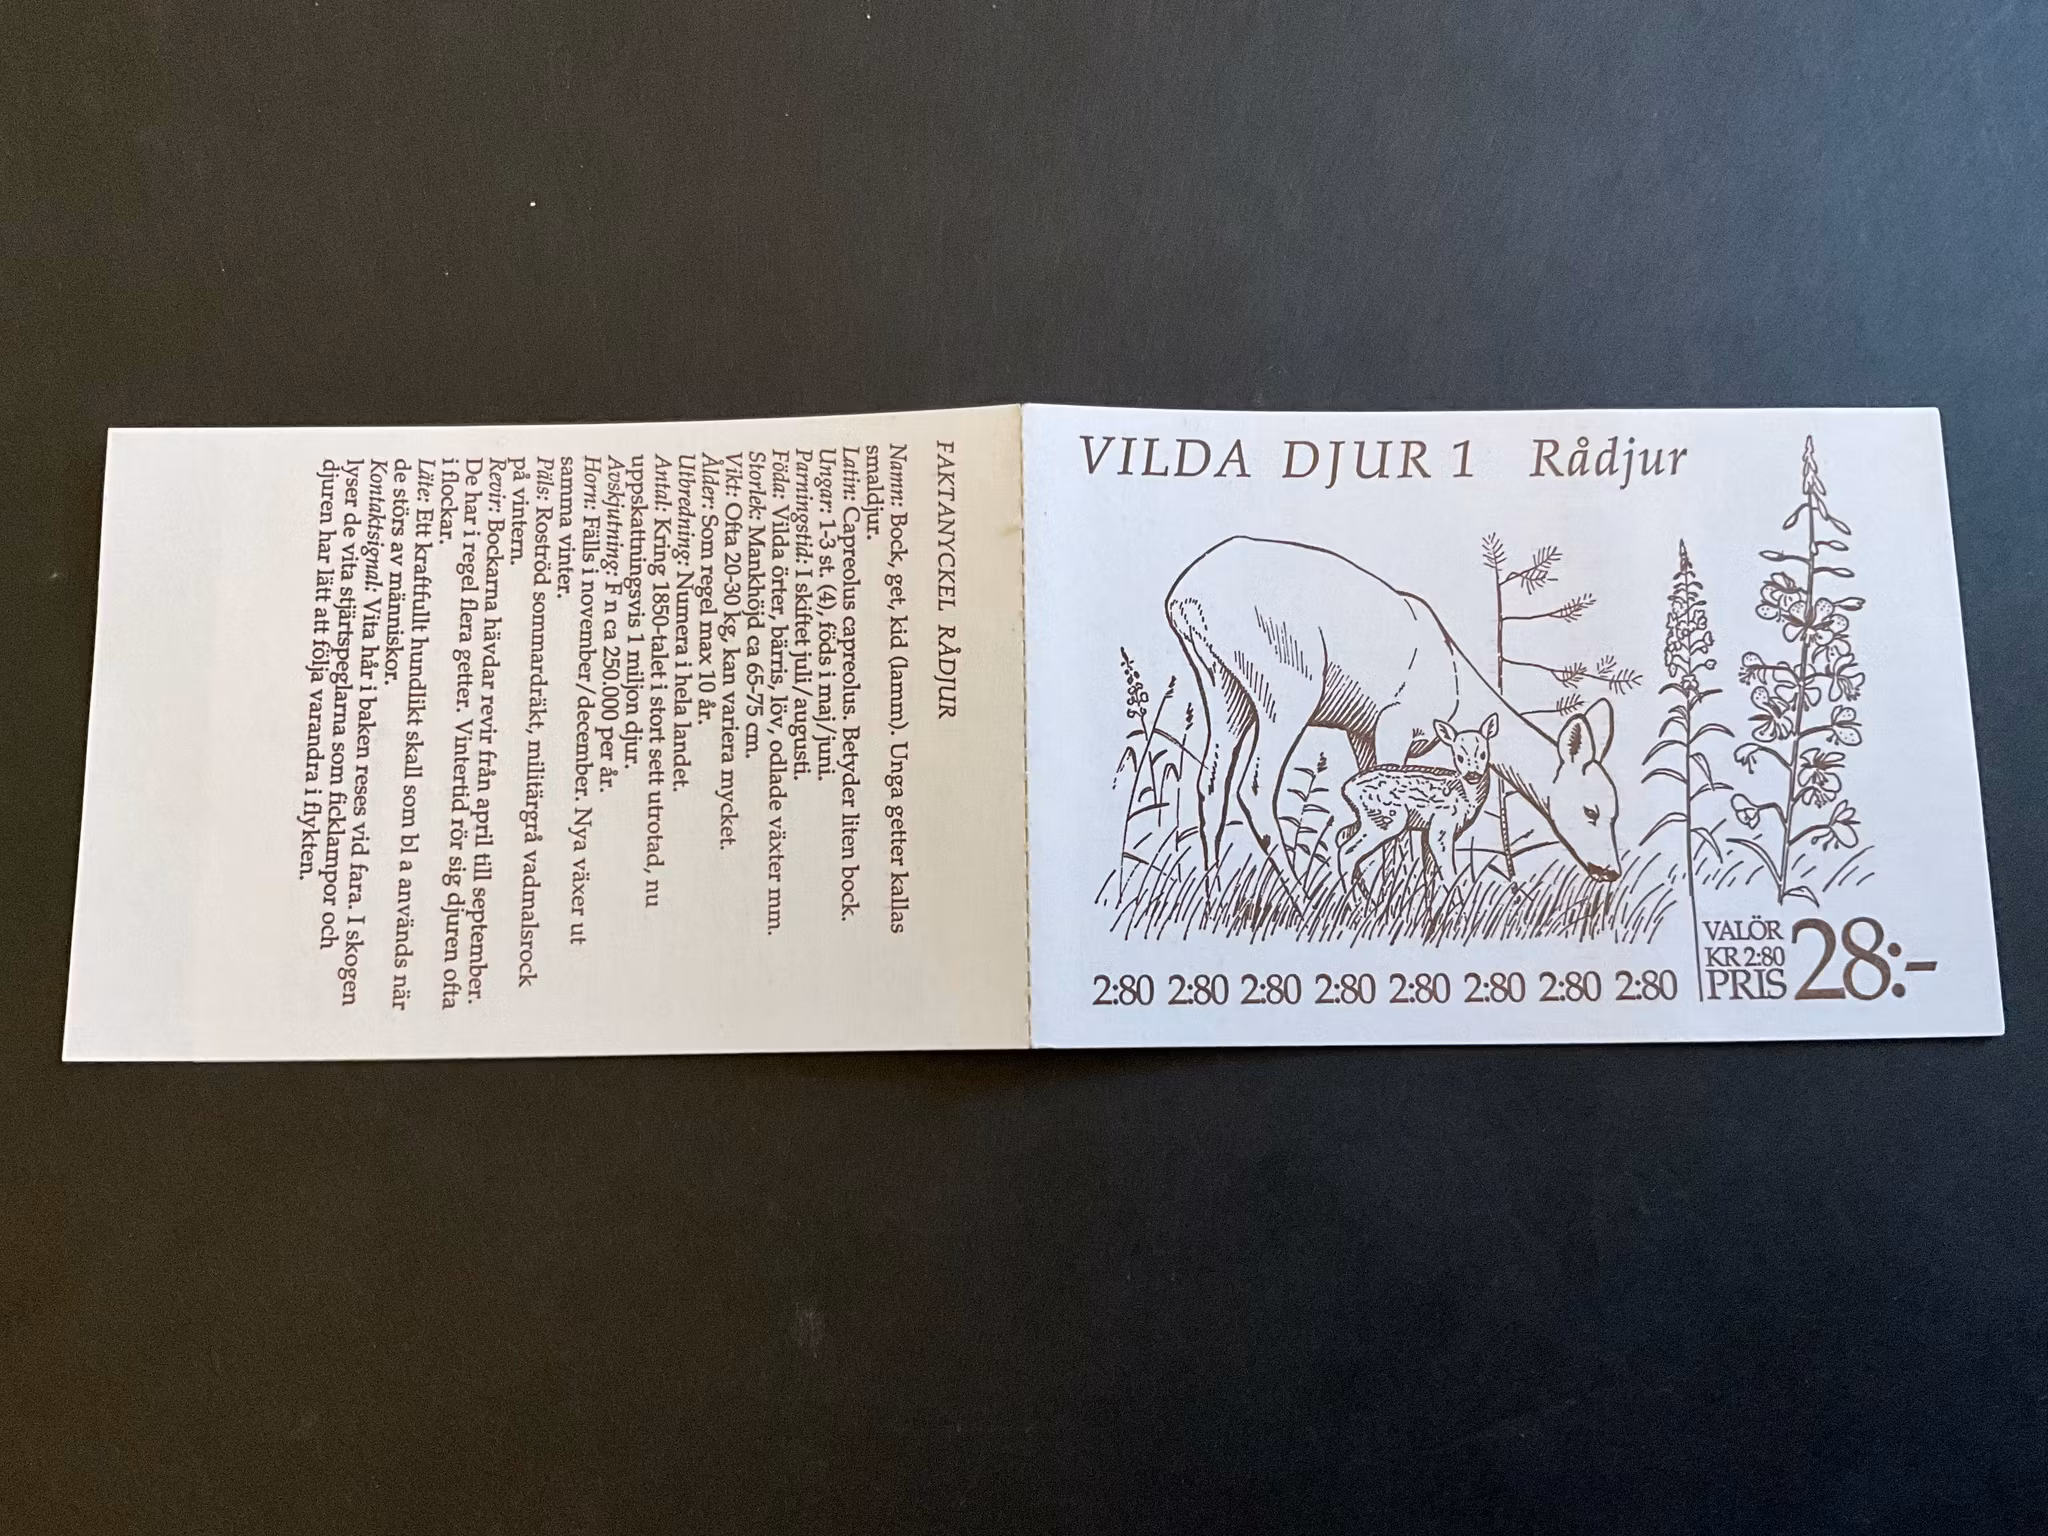 FAKTANYCKEL RÅDJUR
Namn: Bock, get, kid (lamm). Unga getter kallas
smaldjur.
Latin: Capreolus capreolus. Betyder liten bock.
Ungar: 1-3 st. (4), föds i maj/juni.
Parningstid: I skiftet juli/augusti.
Föda: Vilda örter, bärris, löv, odlade växter mm.
Storlek: Mankhöjd ca 65-75 cm.
Vikt: Ofta 20-30 kg, kan variera mycket.
Ålder: Som regel max 10 år.
Utbredning: Numera i hela landet.
Antal: Kring 1850-talet i stort sett utrotad, nu
uppskattningsvis 1 miljon djur.
Avskjutning: F n ca 250.000 per år.
Horn: Fälls i november/december. Nya växer ut
samma vinter.
Päls: Roströd sommardräkt, militärgrå vadmalsrock
på vintern.
Revir: Bockarna hävdar revir från april till september.
De har i regel flera getter. Vintertid rör sig djuren ofta
i flockar.
Läte: Ett kraftfullt hundlikt skall som bl a används när
de störs av människor.
Kontaktsignal: Vita hår i baken reses vid fara. I skogen
lyser de vita stjärtspeglarna som ficklampor och
djuren har lätt att följa varandra i flykten.
VILDA DJUR 1 Rådjur
2:80 2:80 2:80 2:80 2:80 2:80 2:80 2:80
VALÖR
KR 2:80
PRIS 28:-